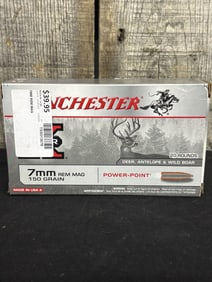 $39.95
WINCHESTER
20 ROUNDS
DEER, ANTELOPE & WILD BOAR
7mm REM MAG
150 GRAIN
POWER-POINT
MADE IN USA